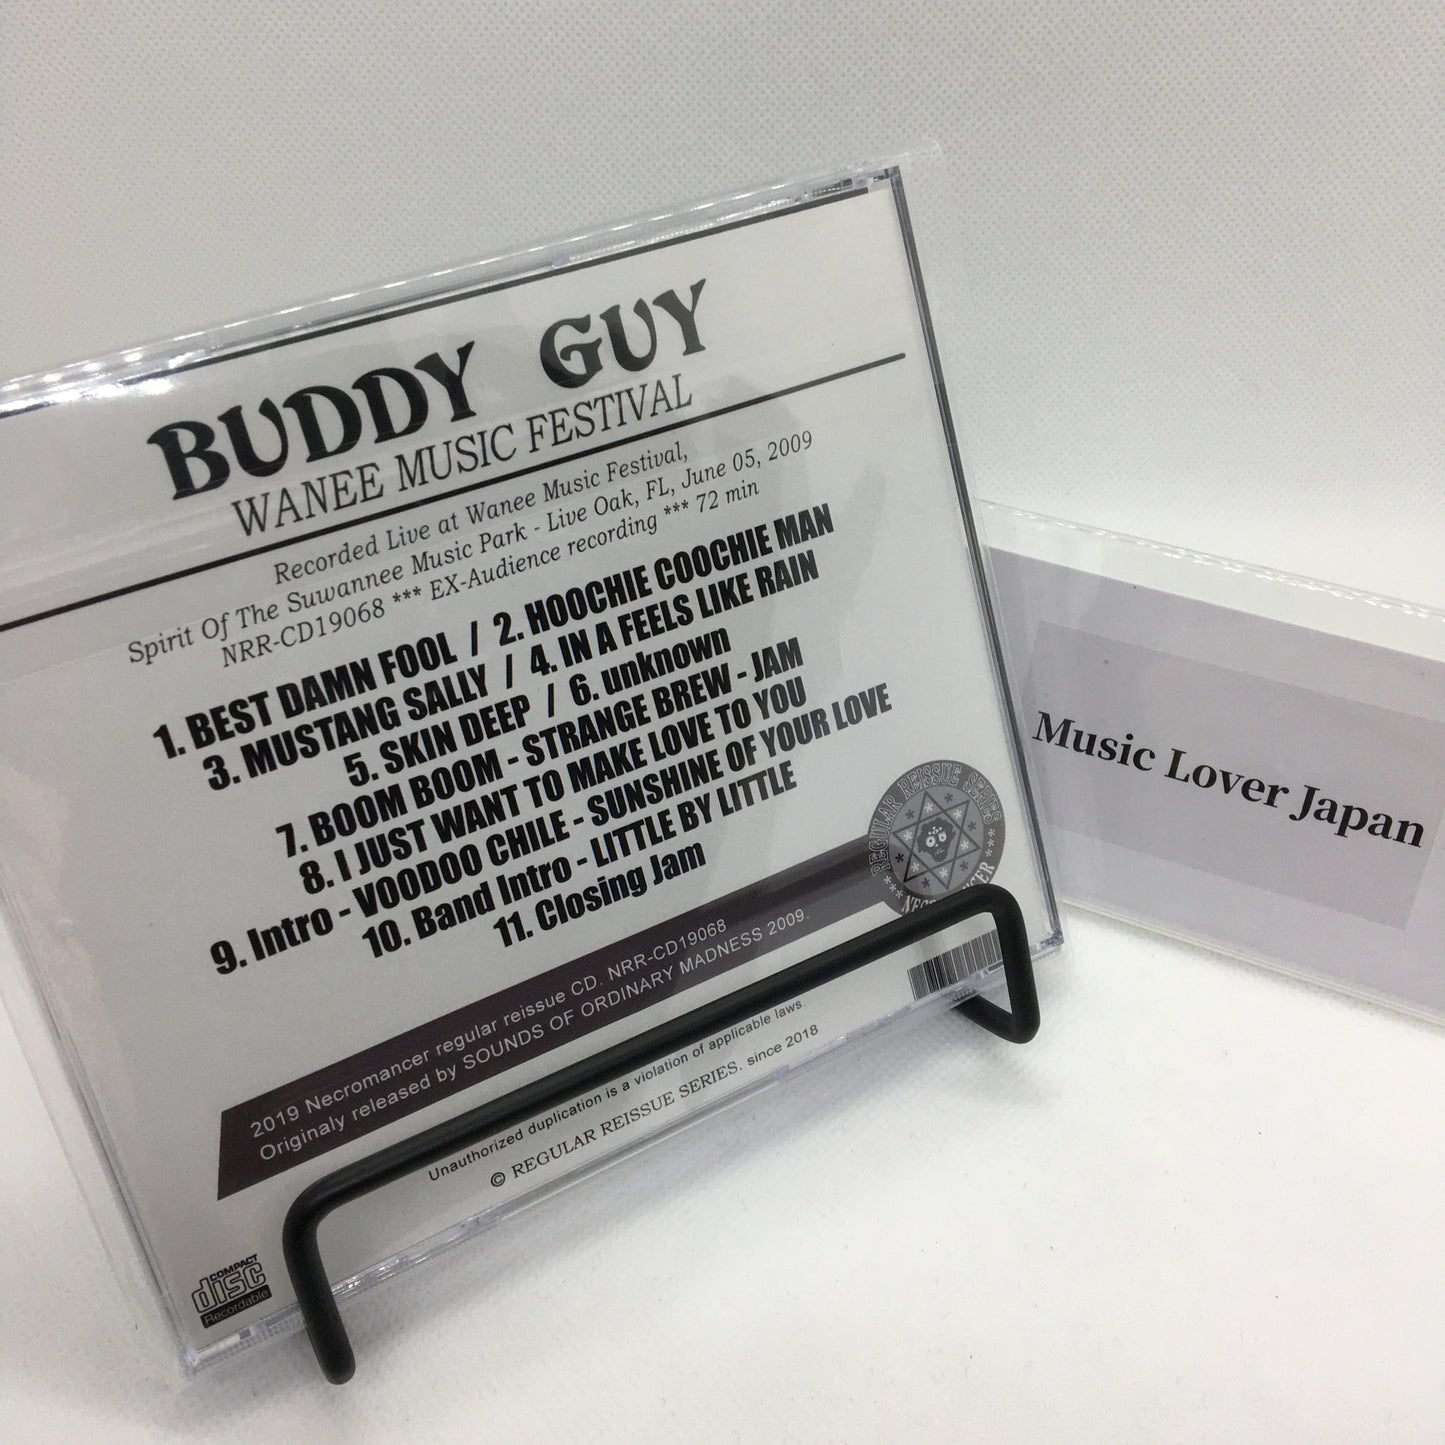 BUDDY GUY
WANEE MUSIC FESTIVAL
Recorded Live at Wanee Music Festival,
Spirit Of The Suwannee Music Park - Live Oak, FL, June 05, 2009
NRR-CD19068 *** EX-Audience recording *** 72 min
1. BEST DAMN FOOL / 2. HOOCHIE COOCHIE MAN
3. MUSTANG SALLY / 4. IN A FEELS LIKE RAIN
5. SKIN DEEP / 6. unknown
7. BOOM BOOM - STRANGE BREW - JAM
8. I JUST WANT TO MAKE LOVE TO YOU
9. Intro - VOODOO CHILE - SUNSHINE OF YOUR LOVE
10. Band Intro - LITTLE BY LITTLE
11. Closing Jam
REGULAR REISSUE SERIES
2019 Necromancer regular reissue CD. NRR-CD19068
Originaly released by SOUNDS OF ORDINARY MADNESS 2009.
Unauthorized duplication is a violation of applicable laws.
© REGULAR REISSUE SERIES. since 2018
COMPACT
disc
Recordable
Music Lover Japan